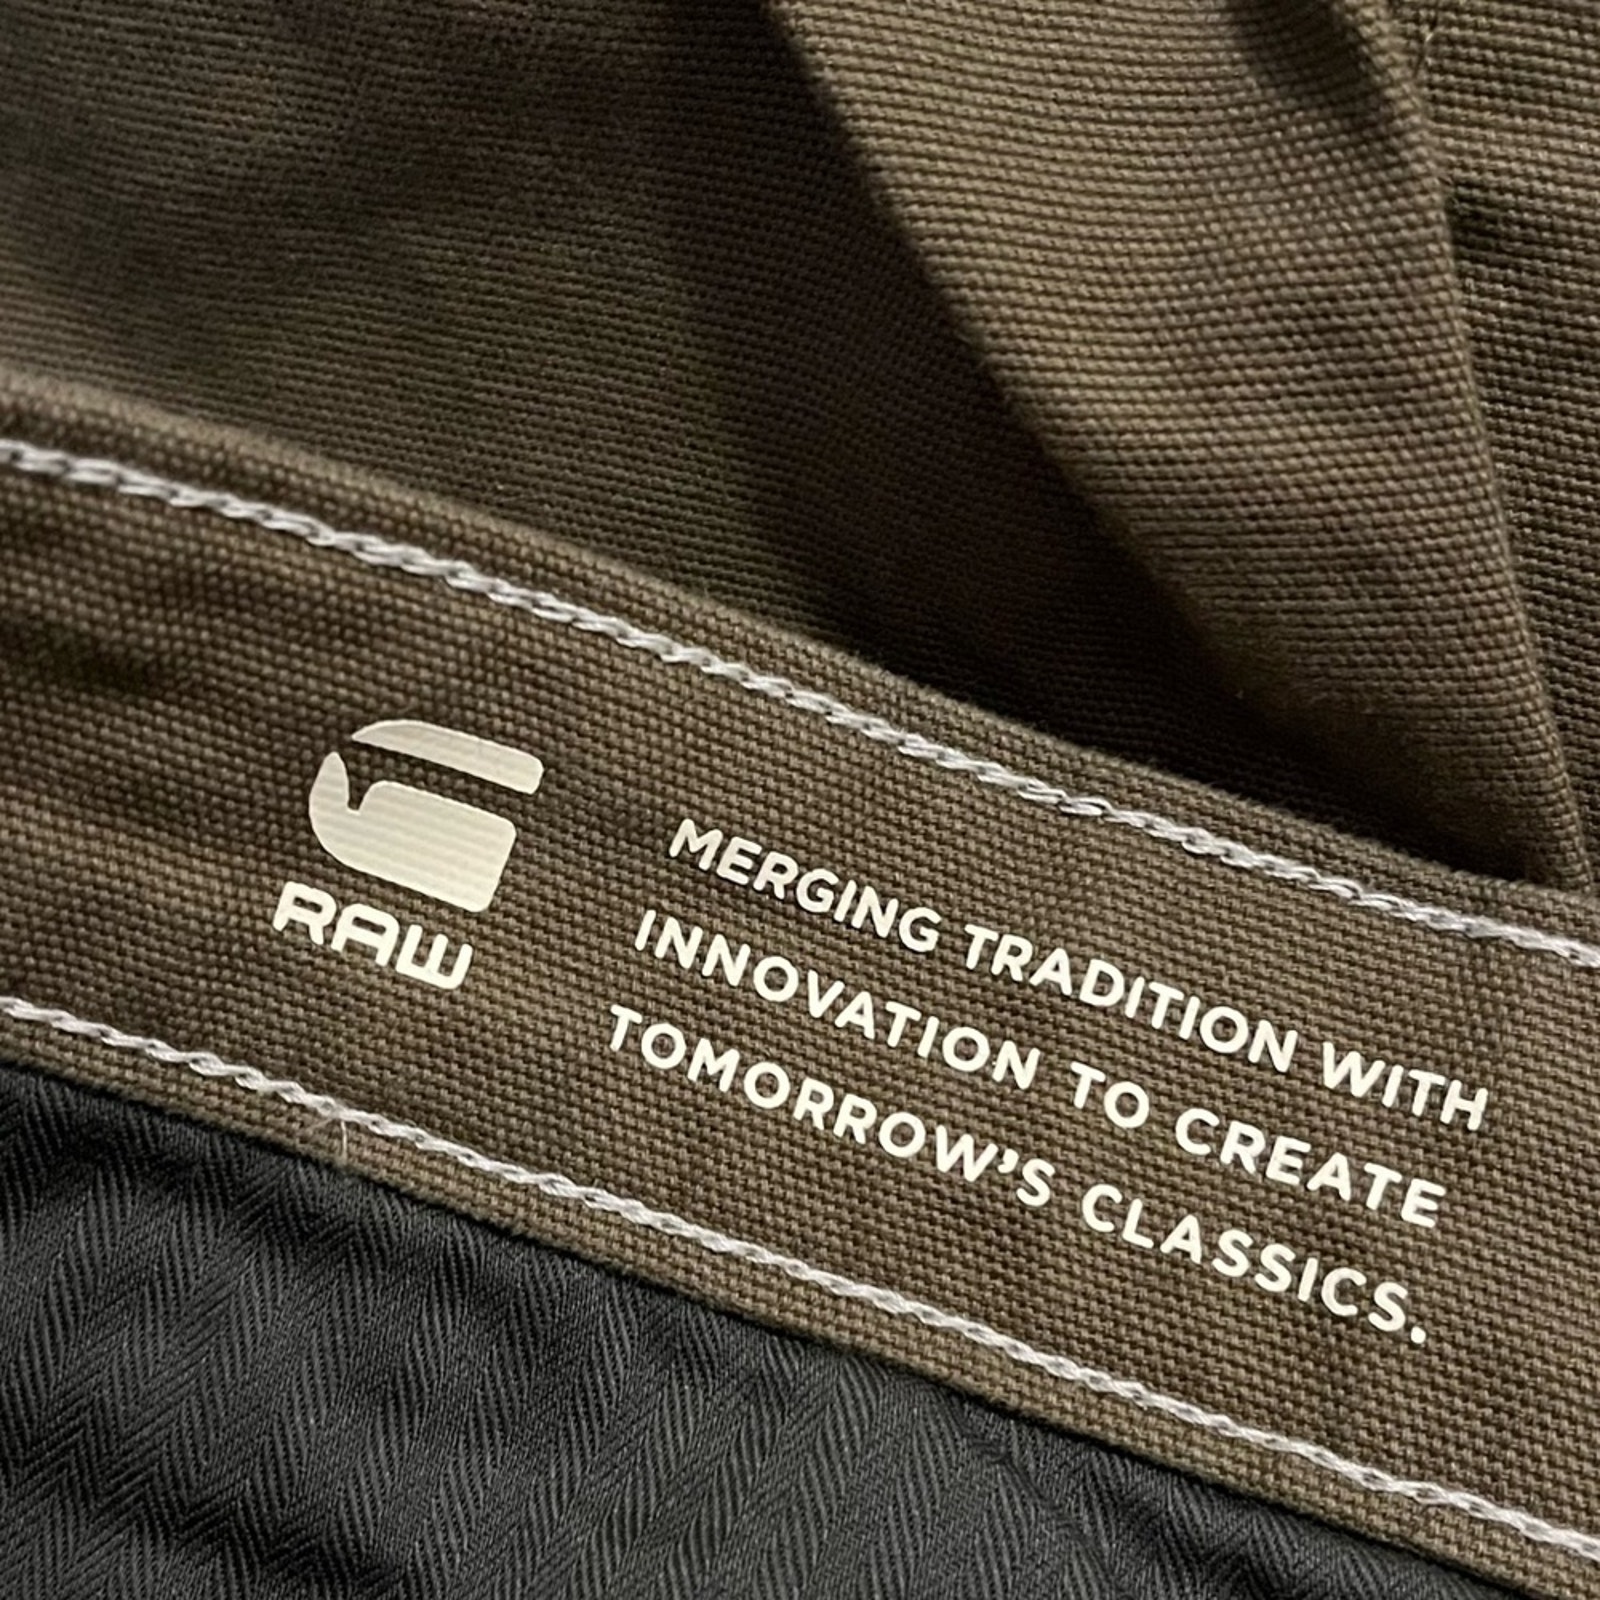 G
RAW
MERGING TRADITION WITH
INNOVATION TO CREATE
TOMORROW'S CLASSICS.